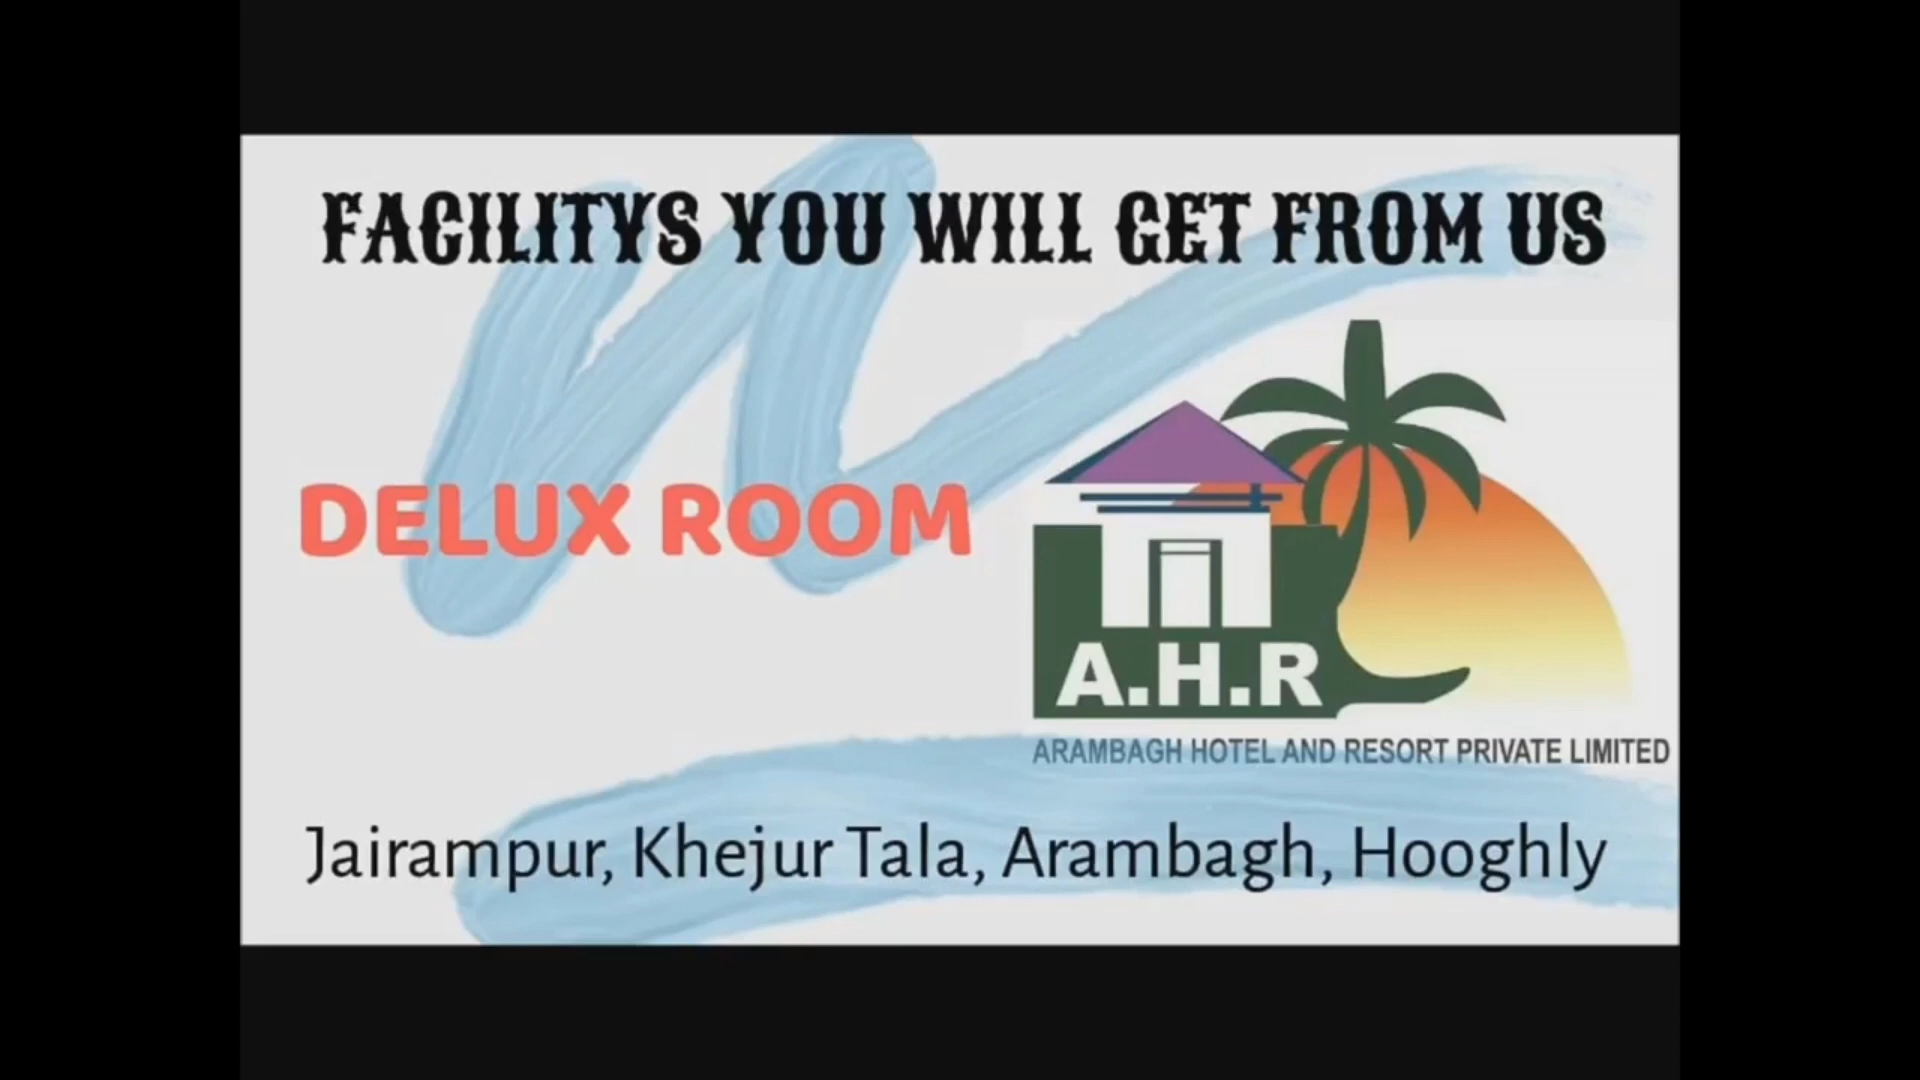 FACILITYS YOU WILL GET FROM US
DELUX ROOM
A.H.R
ARAMBAGH HOTEL AND RESORT PRIVATE LIMITED
Jairampur, Khejur Tala, Arambagh, Hooghly